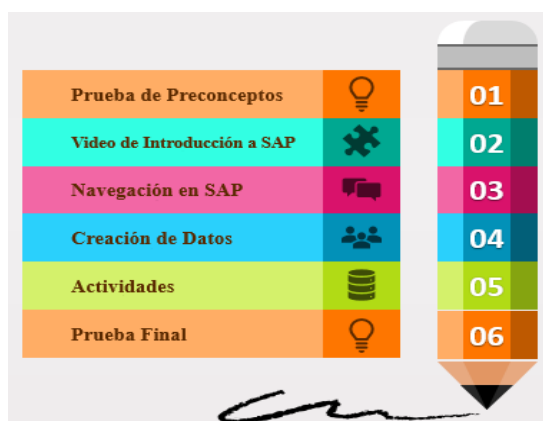 Prueba de Preconceptos 01
Video de Introducción a SAP 02
Navegación en SAP 03
Creación de Datos 04
Actividades 05
Prueba Final 06